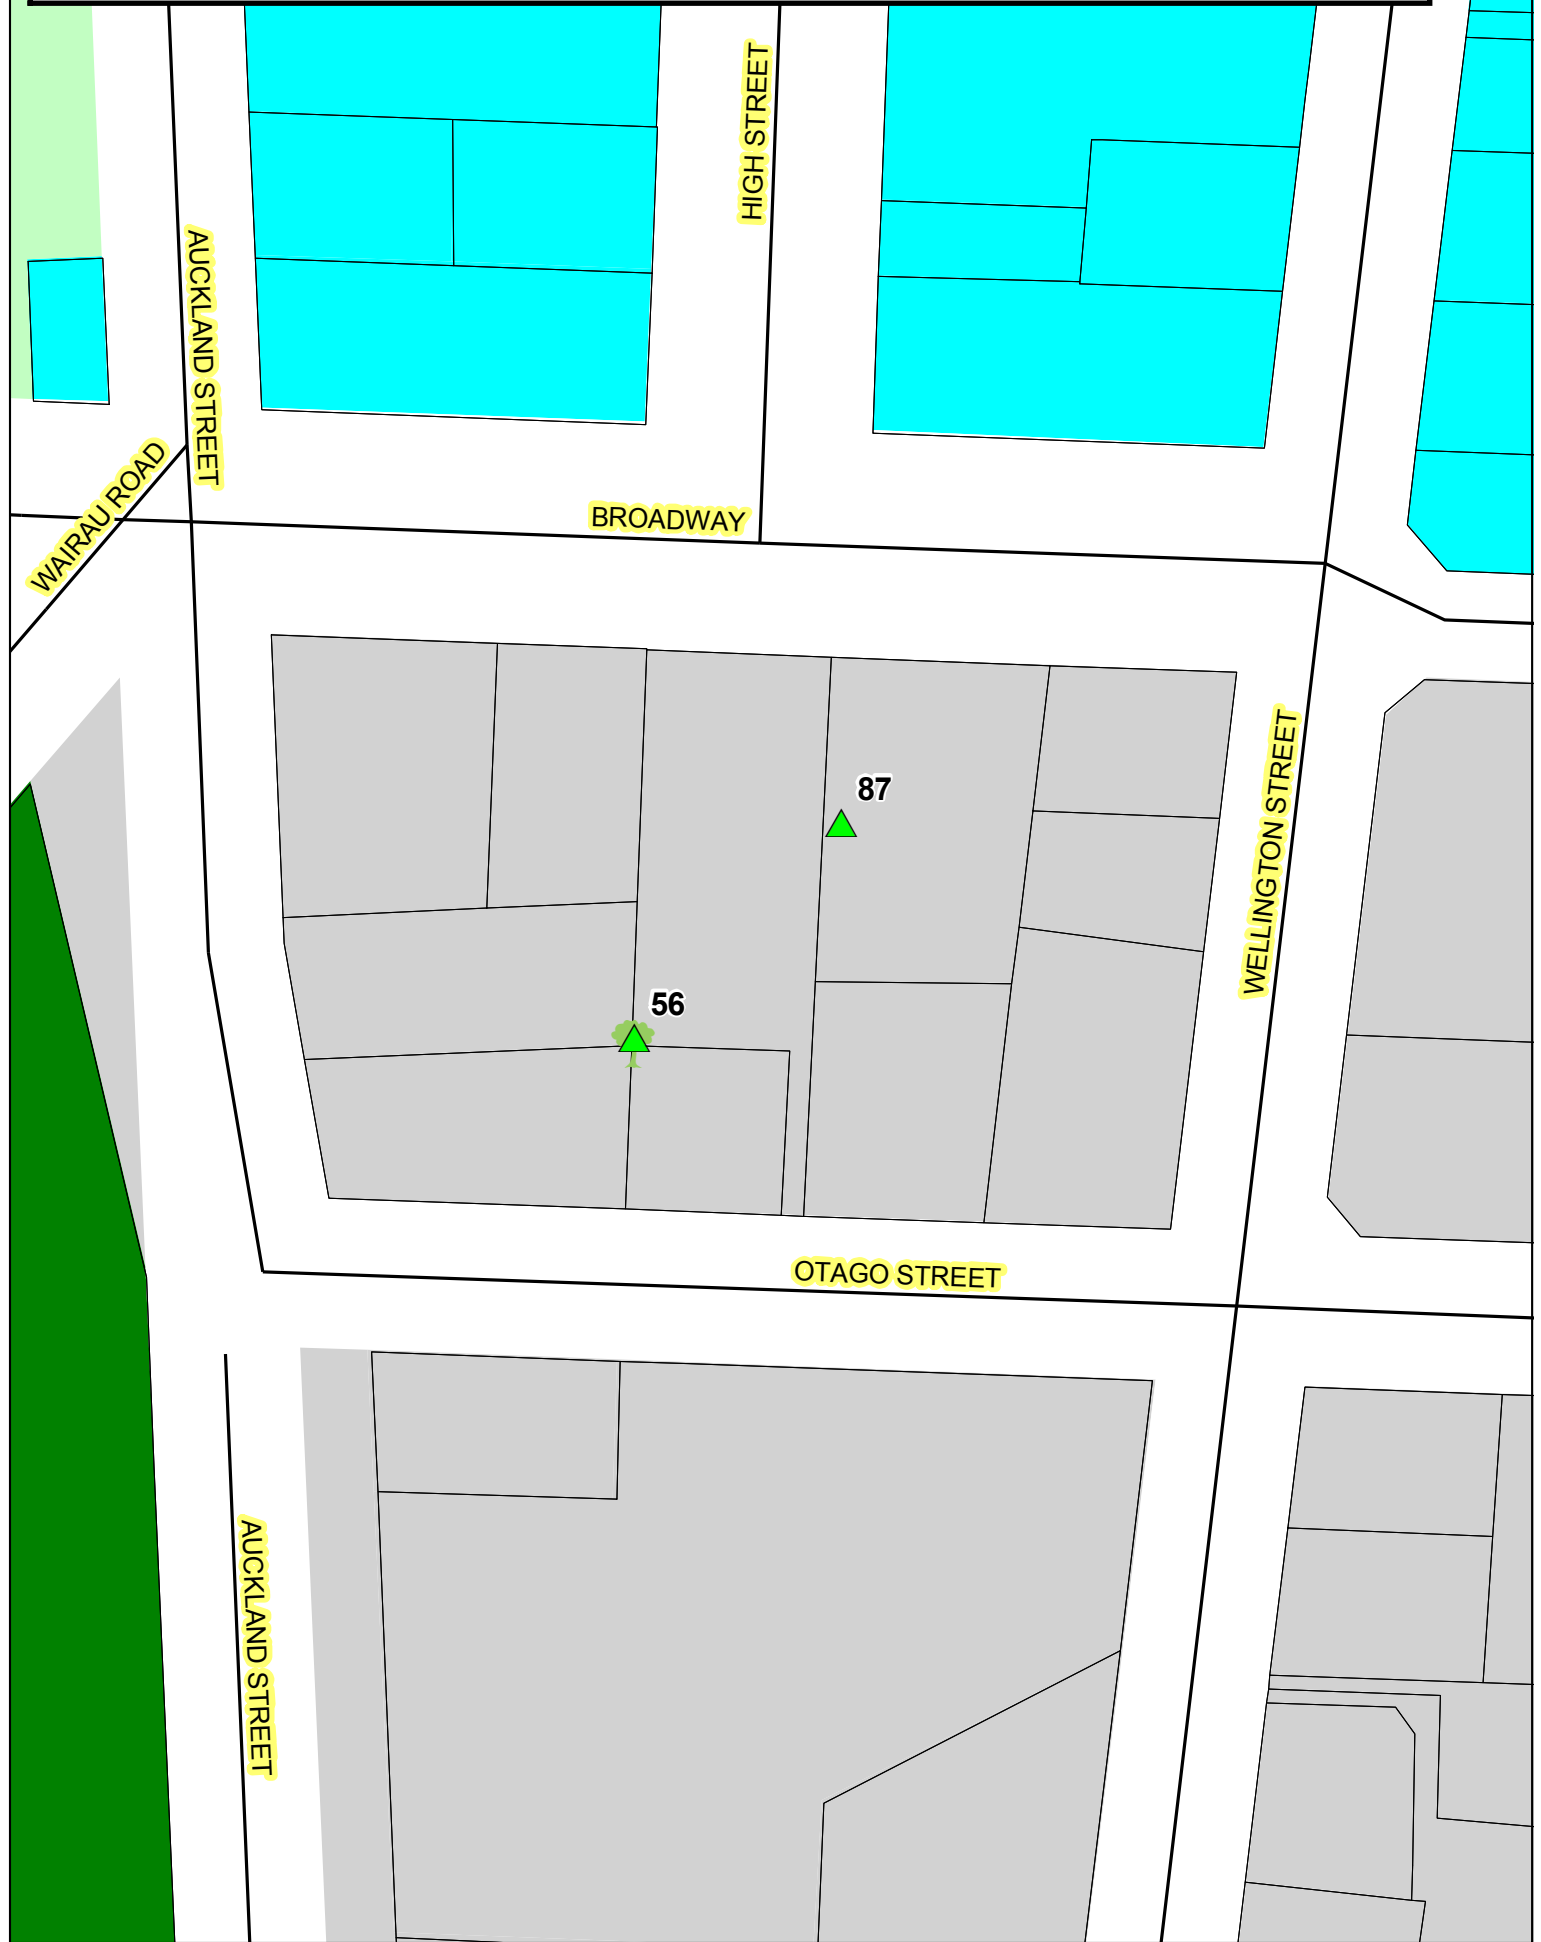 HIGH STREET
AUCKLAND STREET
WAIRAU ROAD
BROADWAY
87
WELLINGTON STREET
56
OTAGO STREET
AUCKLAND STREET